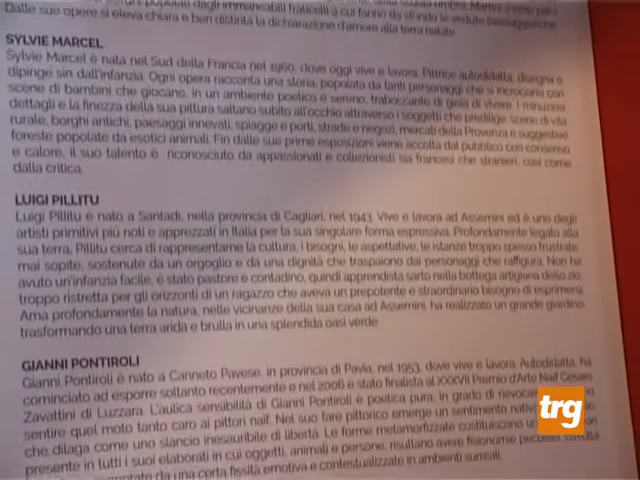 popolati dagli immancabili fraticelli a cui fanno da sfondo le vedute paesaggistiche
Dalle sue opere si eleva chiara e ben distinta la dichiarazione d'amore alla terra natale
SYLVIE MARCEL
Sylvie Marcel è nata nel Sud della Francia nel 1960, dove oggi vive e lavora. Pittrice autodidatta, disegna e
dipinge sin dall'infanzia. Ogni opera racconta una storia, popolata da tanti personaggi che si incrociano con
scene di bambini che giocano, in un ambiente poetico e sereno, traboccante di gioia di vivere. I minuziosi
dettagli e la finezza della sua pittura saltano subito all'occhio attraverso i soggetti che predilige: scene di vita
rurale, borghi antichi, paesaggi innevati, spiagge e porti, strade e negozi, mercati della Provenza e suggestive
foreste popolate da esotici animali. Fin dalle sue prime esposizioni viene accolta dal pubblico con consenso
e calore, il suo talento è riconosciuto da appassionati e collezionisti sia francesi che stranieri, così come
dalla critica.
LUIGI PILLITU
Luigi Pillitu è nato a Santadi, nella provincia di Cagliari, nel 1943. Vive e lavora ad Assemini ed è uno degli
artisti primitivi più noti e apprezzati in Italia per la sua singolare forma espressiva. Profondamente legato alla
sua terra, Pillitu cerca di rappresentarne la cultura, i bisogni, le aspettative, le istanze troppo spesso frustrate,
mai sopite, sostenute da un orgoglio e da una dignità che traspaiono dai personaggi che raffigura. Non ha
avuto un'infanzia facile, è stato pastore e contadino, quindi apprendista sarto nella bottega artigiana dello zio,
troppo ristretta per gli orizzonti di un ragazzo che aveva un prepotente e straordinario bisogno di esprimersi.
Ama profondamente la natura, nelle vicinanze della sua casa ad Assemini, ha realizzato un grande giardino,
trasformando una terra arida e brulla in una splendida oasi verde.
GIANNI PONTIROLI
Gianni Pontiroli è nato a Canneto Pavese, in provincia di Pavia, nel 1953, dove vive e lavora. Autodidatta, ha
cominciato ad esporre soltanto recentemente e nel 2006 è stato finalista al XXXVII Premio d'Arte Naïf Cesare
Zavattini di Luzzara. L'aulica sensibilità di Gianni Pontiroli è poetica pura, in grado di
sentire quel moto tanto caro ai pittori naïf. Nel suo fare pittorico emerge un sentimento
che dilaga come uno slancio inesauribile di libertà. Le forme metamorfizzate costituiscono
presente in tutti i suoi elaborati in cui oggetti, animali e persone, risultano avere fisionomie
da una certa fissità emotiva e contestualizzate in ambienti surreali.
trg